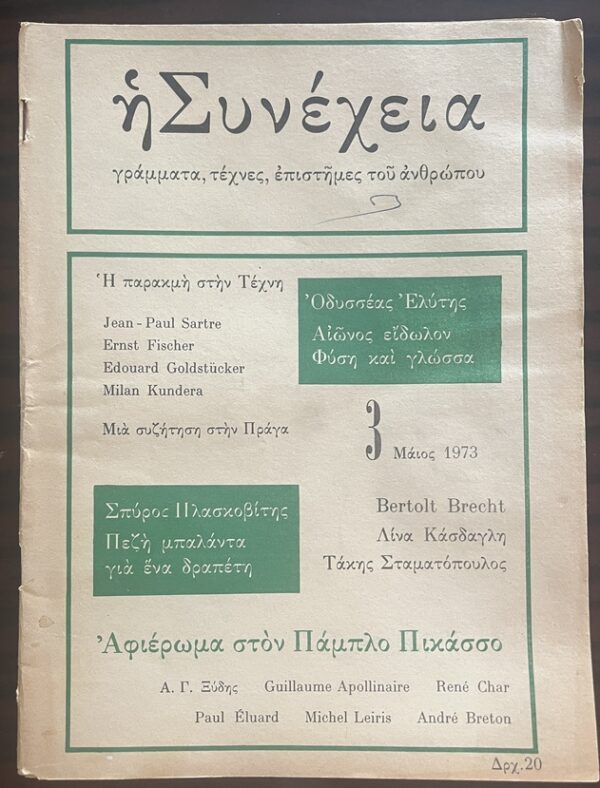 ἡ Συνέχεια
γράμματα, τέχνες, ἐπιστῆμες τοῦ ἀνθρώπου
Ἡ παρακμὴ στὴν Τέχνη
Jean-Paul Sartre
Ernst Fischer
Edouard Goldstücker
Milan Kundera
Μιὰ συζήτηση στὴν Πράγα
Ὀδυσσέας Ἐλύτης
Αἰῶνος εἴδωλον
Φύση καὶ γλώσσα
3 Μάιος 1973
Σπύρος Πλασκοβίτης
Πεζὴ μπαλάντα
γιὰ ἕνα δραπέτη
Bertolt Brecht
Λίνα Κάσδαγλη
Τάκης Σταματόπουλος
Ἀφιέρωμα στὸν Πάμπλο Πικάσσο
Α. Γ. Ξύδης Guillaume Apollinaire René Char
Paul Éluard Michel Leiris André Breton
Δρχ.20